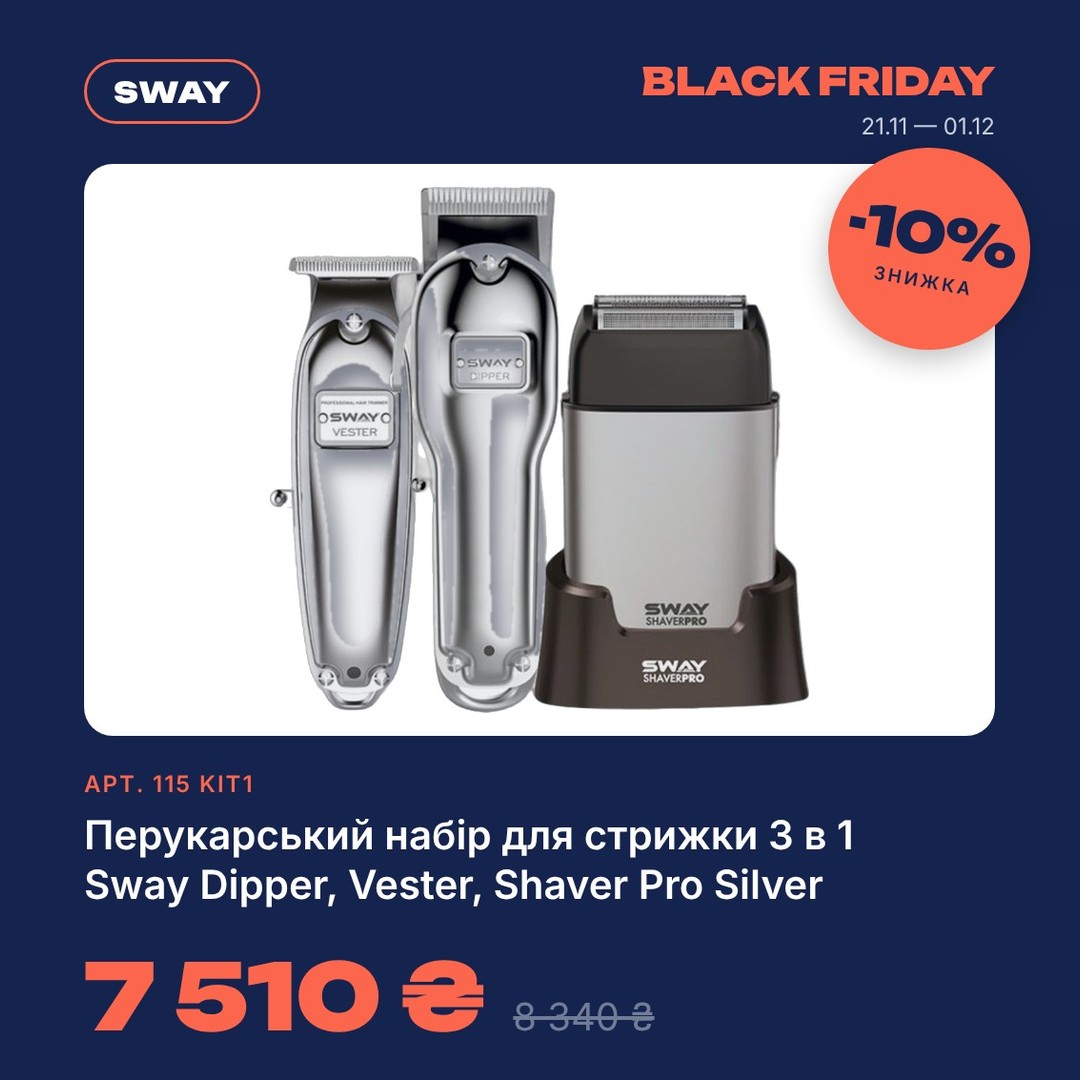 SWAY
BLACK FRIDAY
21.11 — 01.12
-10%
ЗНИЖКА
SWAY
DIPPER
PROFESSIONAL HAIR TRIMMER
SWAY
VESTER
SWAY
SHAVERPRO
SWAY
SHAVERPRO
АРТ. 115 KIT1
Перукарський набір для стрижки 3 в 1
Sway Dipper, Vester, Shaver Pro Silver
7 510 ₴ 8 340 ₴